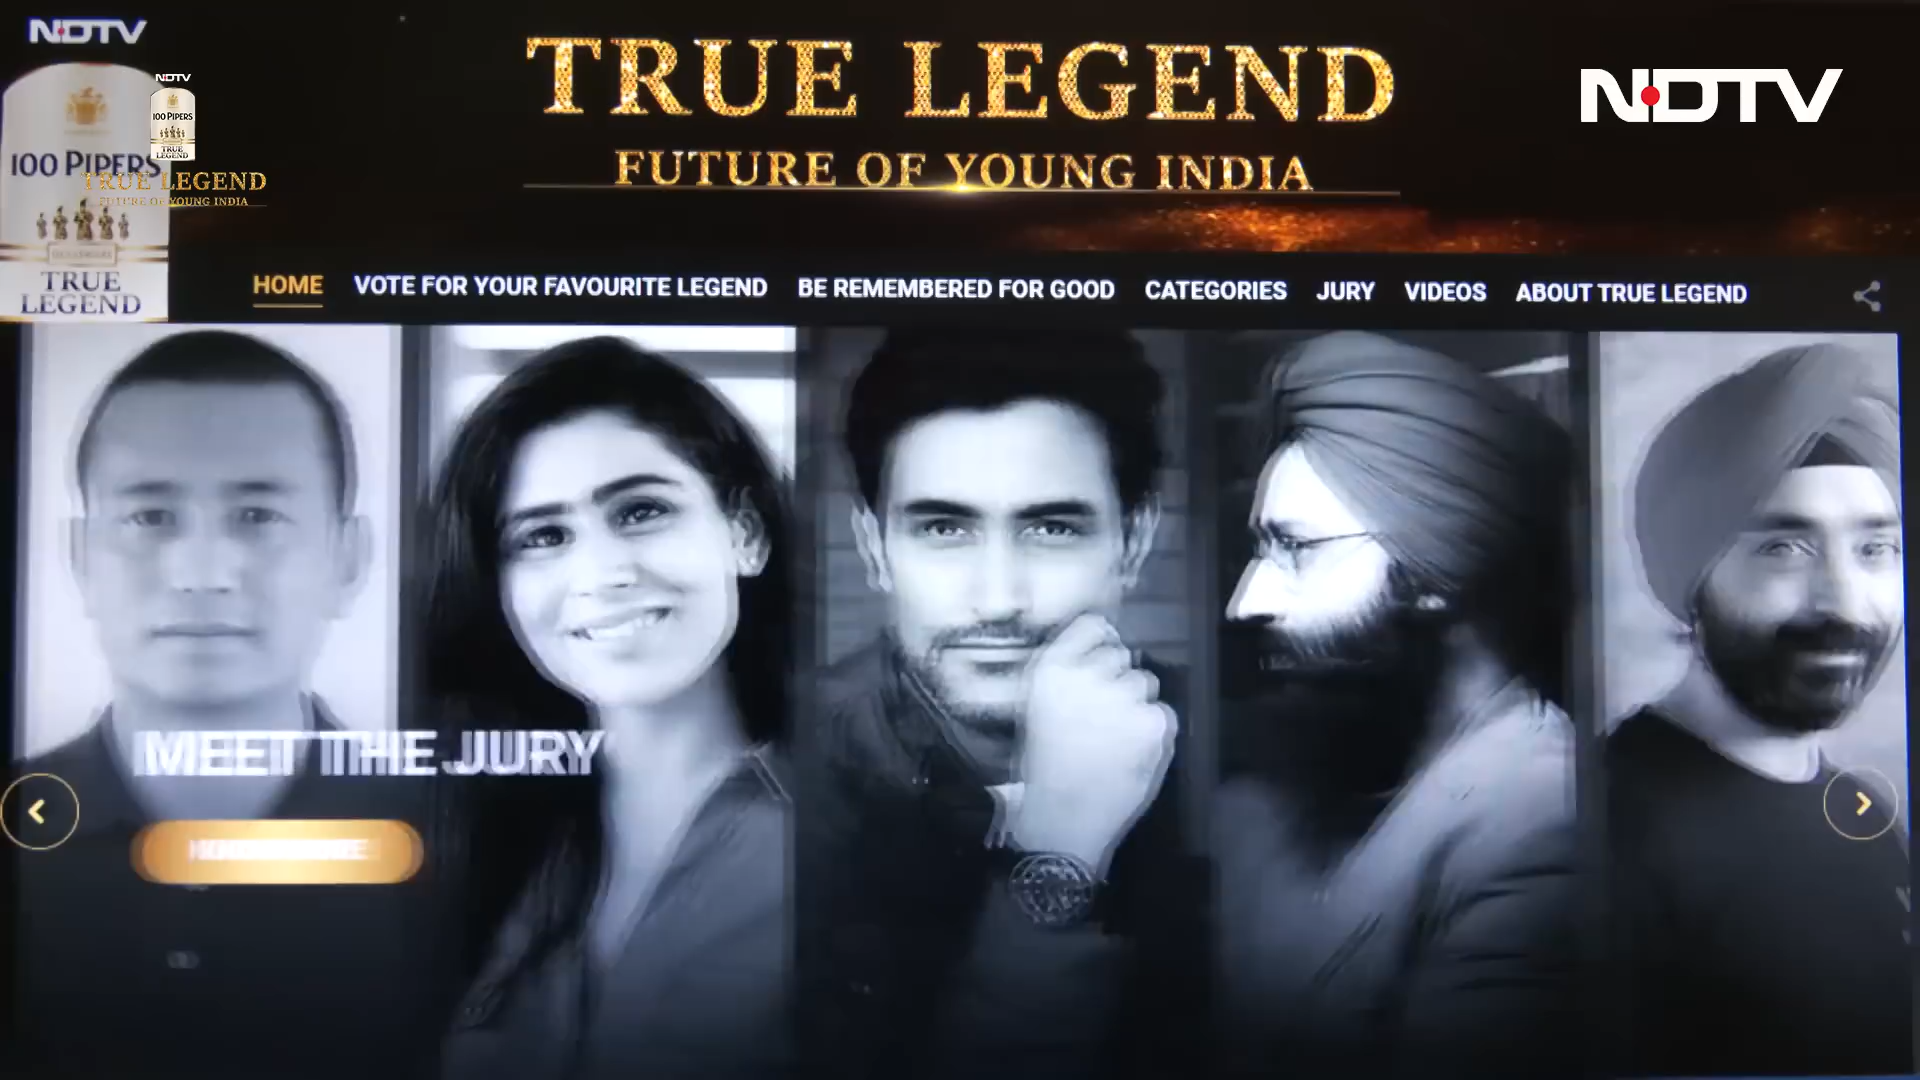 NDTV
100 PIPERS
TRUE
LEGEND
NDTV
100 PIPERS
TRUE
LEGEND
TRUE LEGEND
FUTURE OF YOUNG INDIA
TRUE LEGEND
FUTURE OF YOUNG INDIA
NDTV
HOME VOTE FOR YOUR FAVOURITE LEGEND BE REMEMBERED FOR GOOD CATEGORIES JURY VIDEOS ABOUT TRUE LEGEND
MEET THE JURY